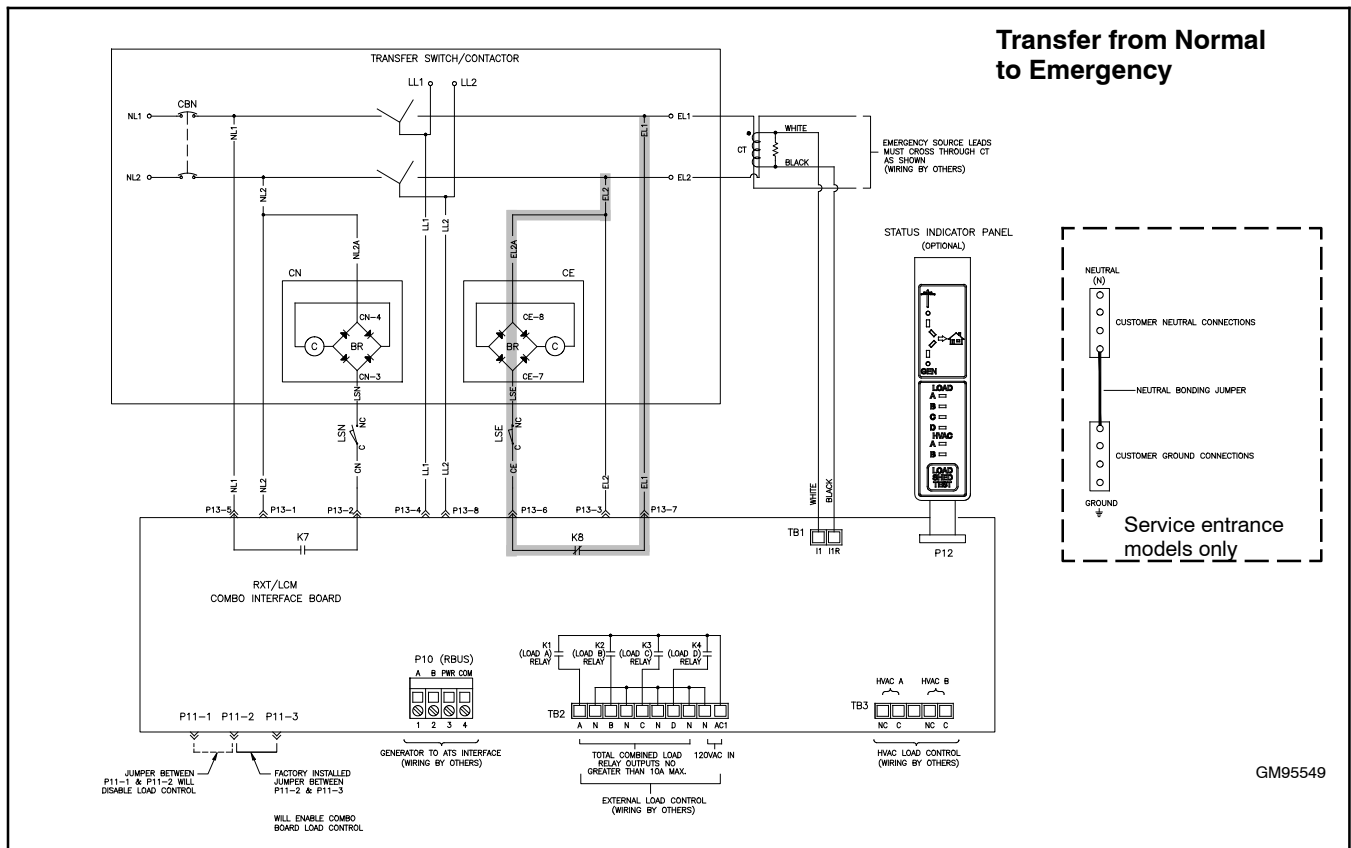 Transfer from Normal
to Emergency
TRANSFER SWITCH/CONTACTOR
LL1
LL2
CBN
NL1
NL2
NL1
NL2
EL1
EL2
EL1
EL2
WHITE
BLACK
CT
EMERGENCY SOURCE LEADS
MUST CROSS THROUGH CT
AS SHOWN
(WIRING BY OTHERS)
NL2A
LL1
LL2
EL2A
CN
CE
CN-4
BR
C
CN-3
CE-8
BR
C
CE-7
LSN
LSN
NC
C
CN
LSE
LSE
NC
C
CE
NL1
NL2
LL1
LL2
EL2
EL1
WHITE
BLACK
P13-5
P13-1
P13-2
P13-4
P13-8
P13-6
P13-3
P13-7
K7
K8
TB1
I1
I1R
STATUS INDICATOR PANEL
(OPTIONAL)
GEN
LOAD
A
B
C
D
HVAC
A
B
LOAD
SHED
TEST
P12
NEUTRAL
(N)
CUSTOMER NEUTRAL CONNECTIONS
NEUTRAL BONDING JUMPER
CUSTOMER GROUND CONNECTIONS
GROUND
Service entrance
models only
RXT/LCM
COMBO INTERFACE BOARD
P10 (RBUS)
A B PWR COM
1 2 3 4
GENERATOR TO ATS INTERFACE
(WIRING BY OTHERS)
K1
(LOAD A)
RELAY
K2
(LOAD B)
RELAY
K3
(LOAD C)
RELAY
K4
(LOAD D)
RELAY
TB2
A N B N C N D N N AC1
TOTAL COMBINED LOAD
RELAY OUTPUTS NO
GREATER THAN 10A MAX.
120VAC IN
EXTERNAL LOAD CONTROL
(WIRING BY OTHERS)
HVAC A
HVAC B
TB3
NC C NC C
HVAC LOAD CONTROL
(WIRING BY OTHERS)
P11-1 P11-2 P11-3
JUMPER BETWEEN
P11-1 & P11-2 WILL
DISABLE LOAD CONTROL
FACTORY INSTALLED
JUMPER BETWEEN
P11-2 & P11-3
WILL ENABLE COMBO
BOARD LOAD CONTROL
GM95549